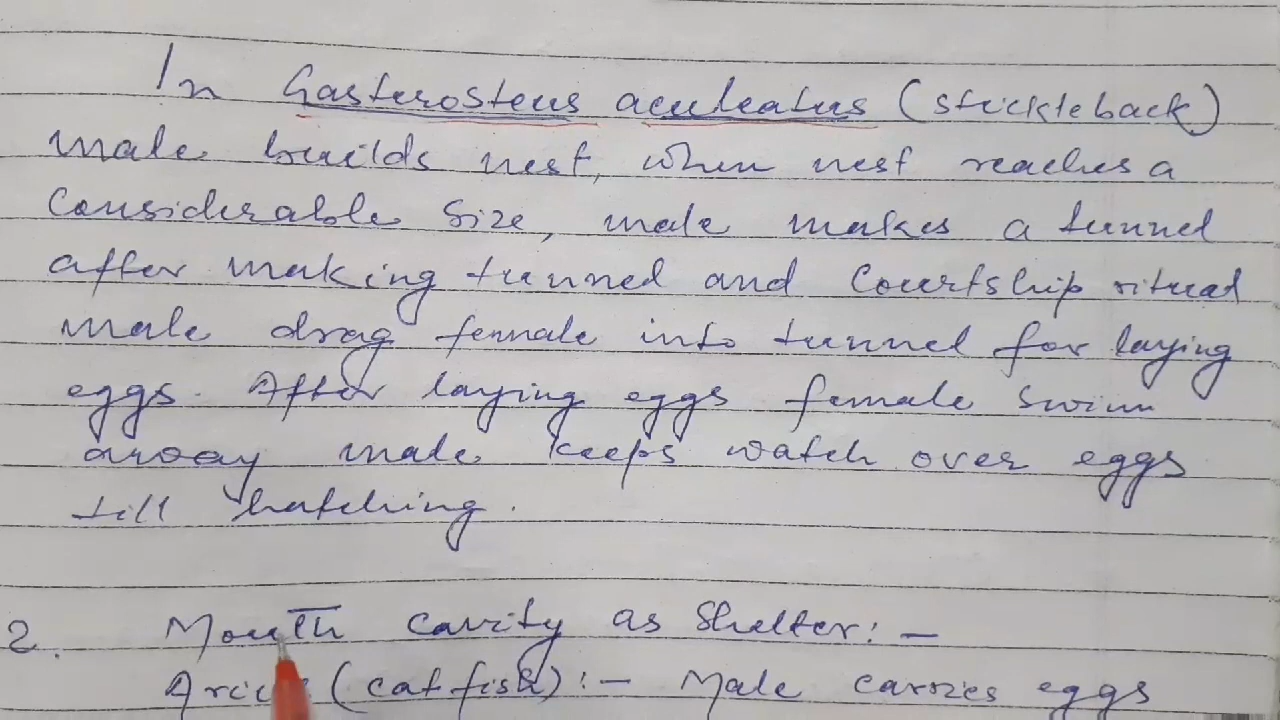 In Gasterosteus aculeatus (stickleback)
male builds nest, when nest reaches a
Considerable size, male makes a tunnel
after making tunnel and Courtship ritual
male drag female into tunnel for laying
eggs. After laying eggs female swim
away male keeps watch over eggs
till hatching.
2. Mouth cavity as Shelter: -
(cat fish) :- Male carries eggs